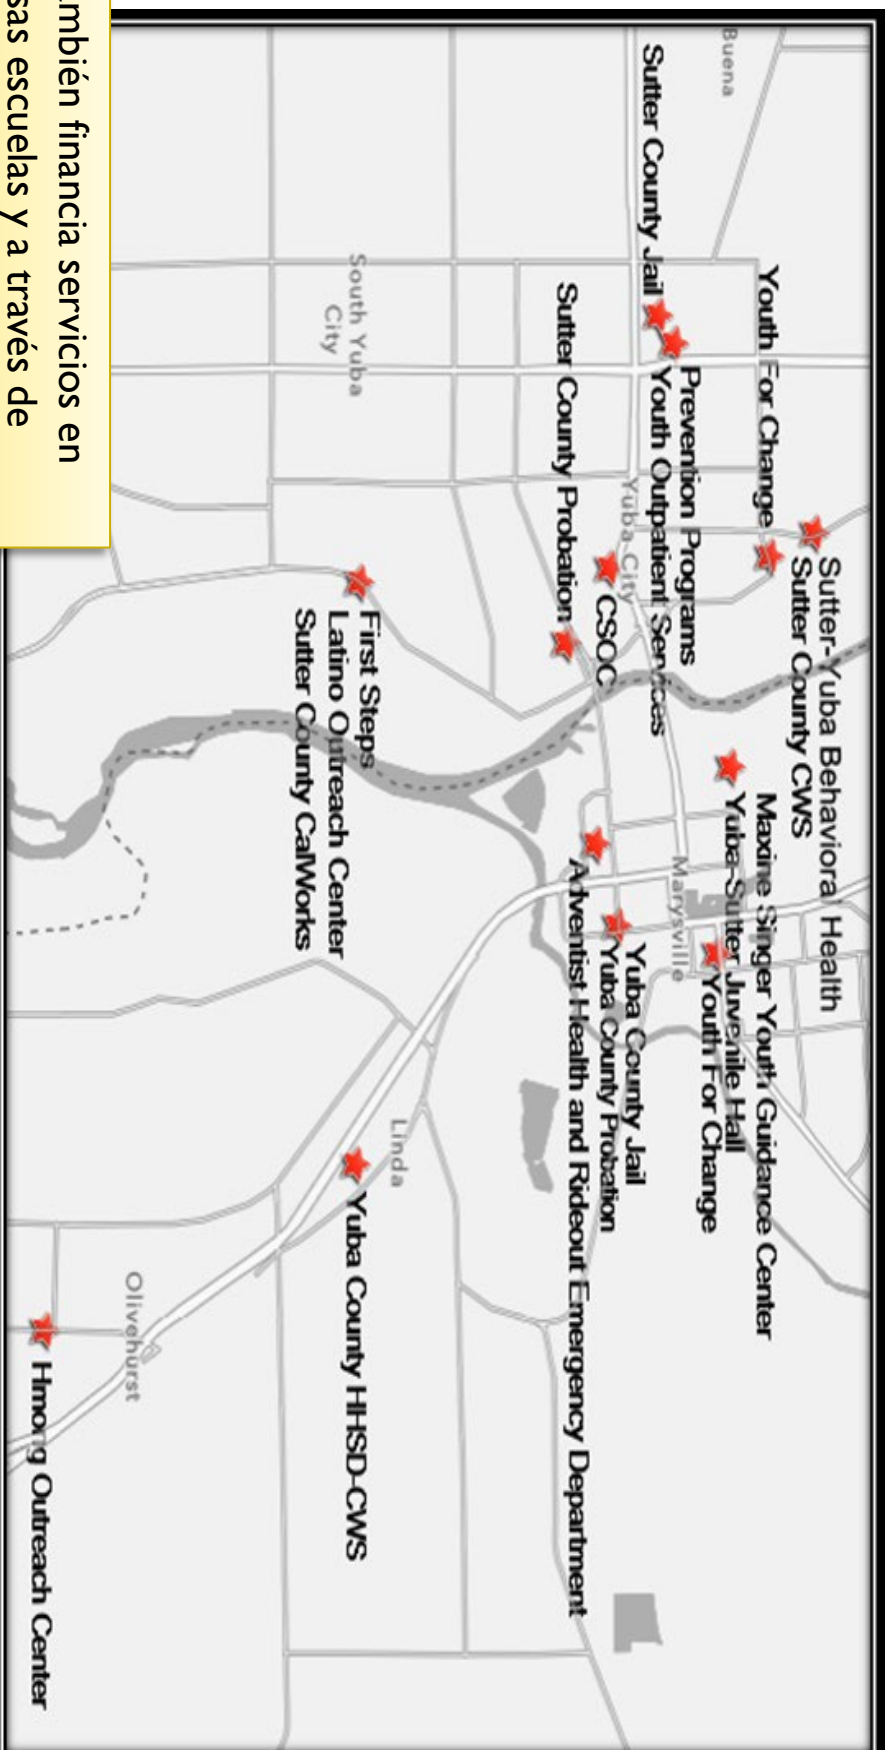 Buena
Sutter-Yuba Behavioral Health
Sutter County CWS
Youth For Change
Maxine Singer Youth Guidance Center
Yuba-Sutter Juvenile Hall
Youth For Change
Prevention Programs
Youth Outpatient Services
Sutter County Jail
Marysville
Yuba City
Yuba County Jail
Yuba County Probation
CSOC
Sutter County Probation
Adventist Health and Rideout Emergency Department
Linda
South Yuba
City
First Steps
Latino Outreach Center
Sutter County CalWorks
Yuba County HHSD-CWS
Olivehurst
Hmong Outreach Center
también financia servicios en
escuelas y a través de